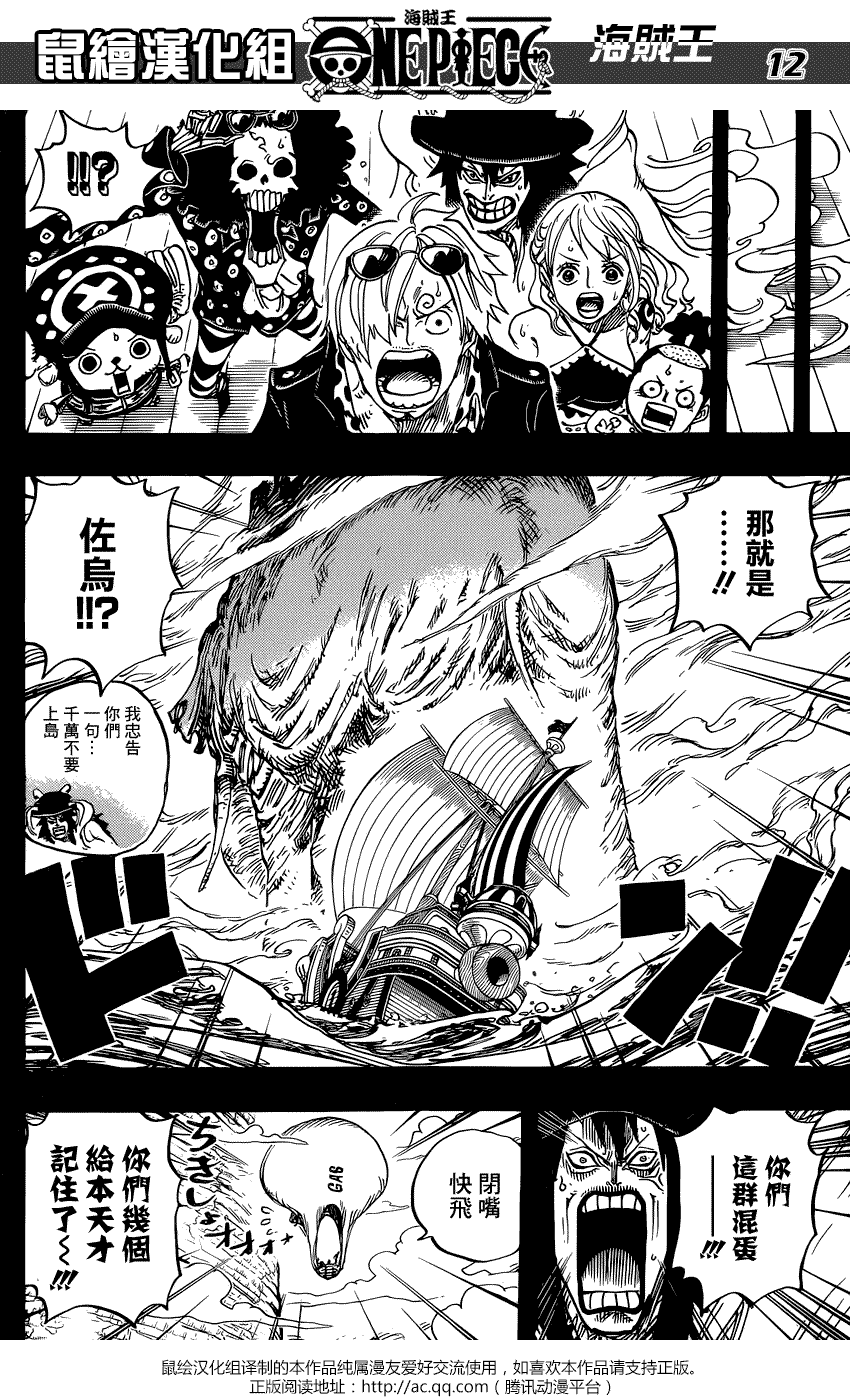 鼠繪漢化組
海賊王
ONE PIECE
海賊王
12
!!?
那就是
……!!
佐烏
!!?
我忠告
你們
一句…
千萬不要
上島
ドン!!
你們
這群混蛋
——!!!
閉嘴
快飛
GAS
ちきしょオオオ
你們幾個
給本天才
記住了～!!!
鼠绘汉化组译制的本作品纯属漫友爱好交流使用，如喜欢本作品请支持正版。
正版阅读地址：http://ac.qq.com（腾讯动漫平台）